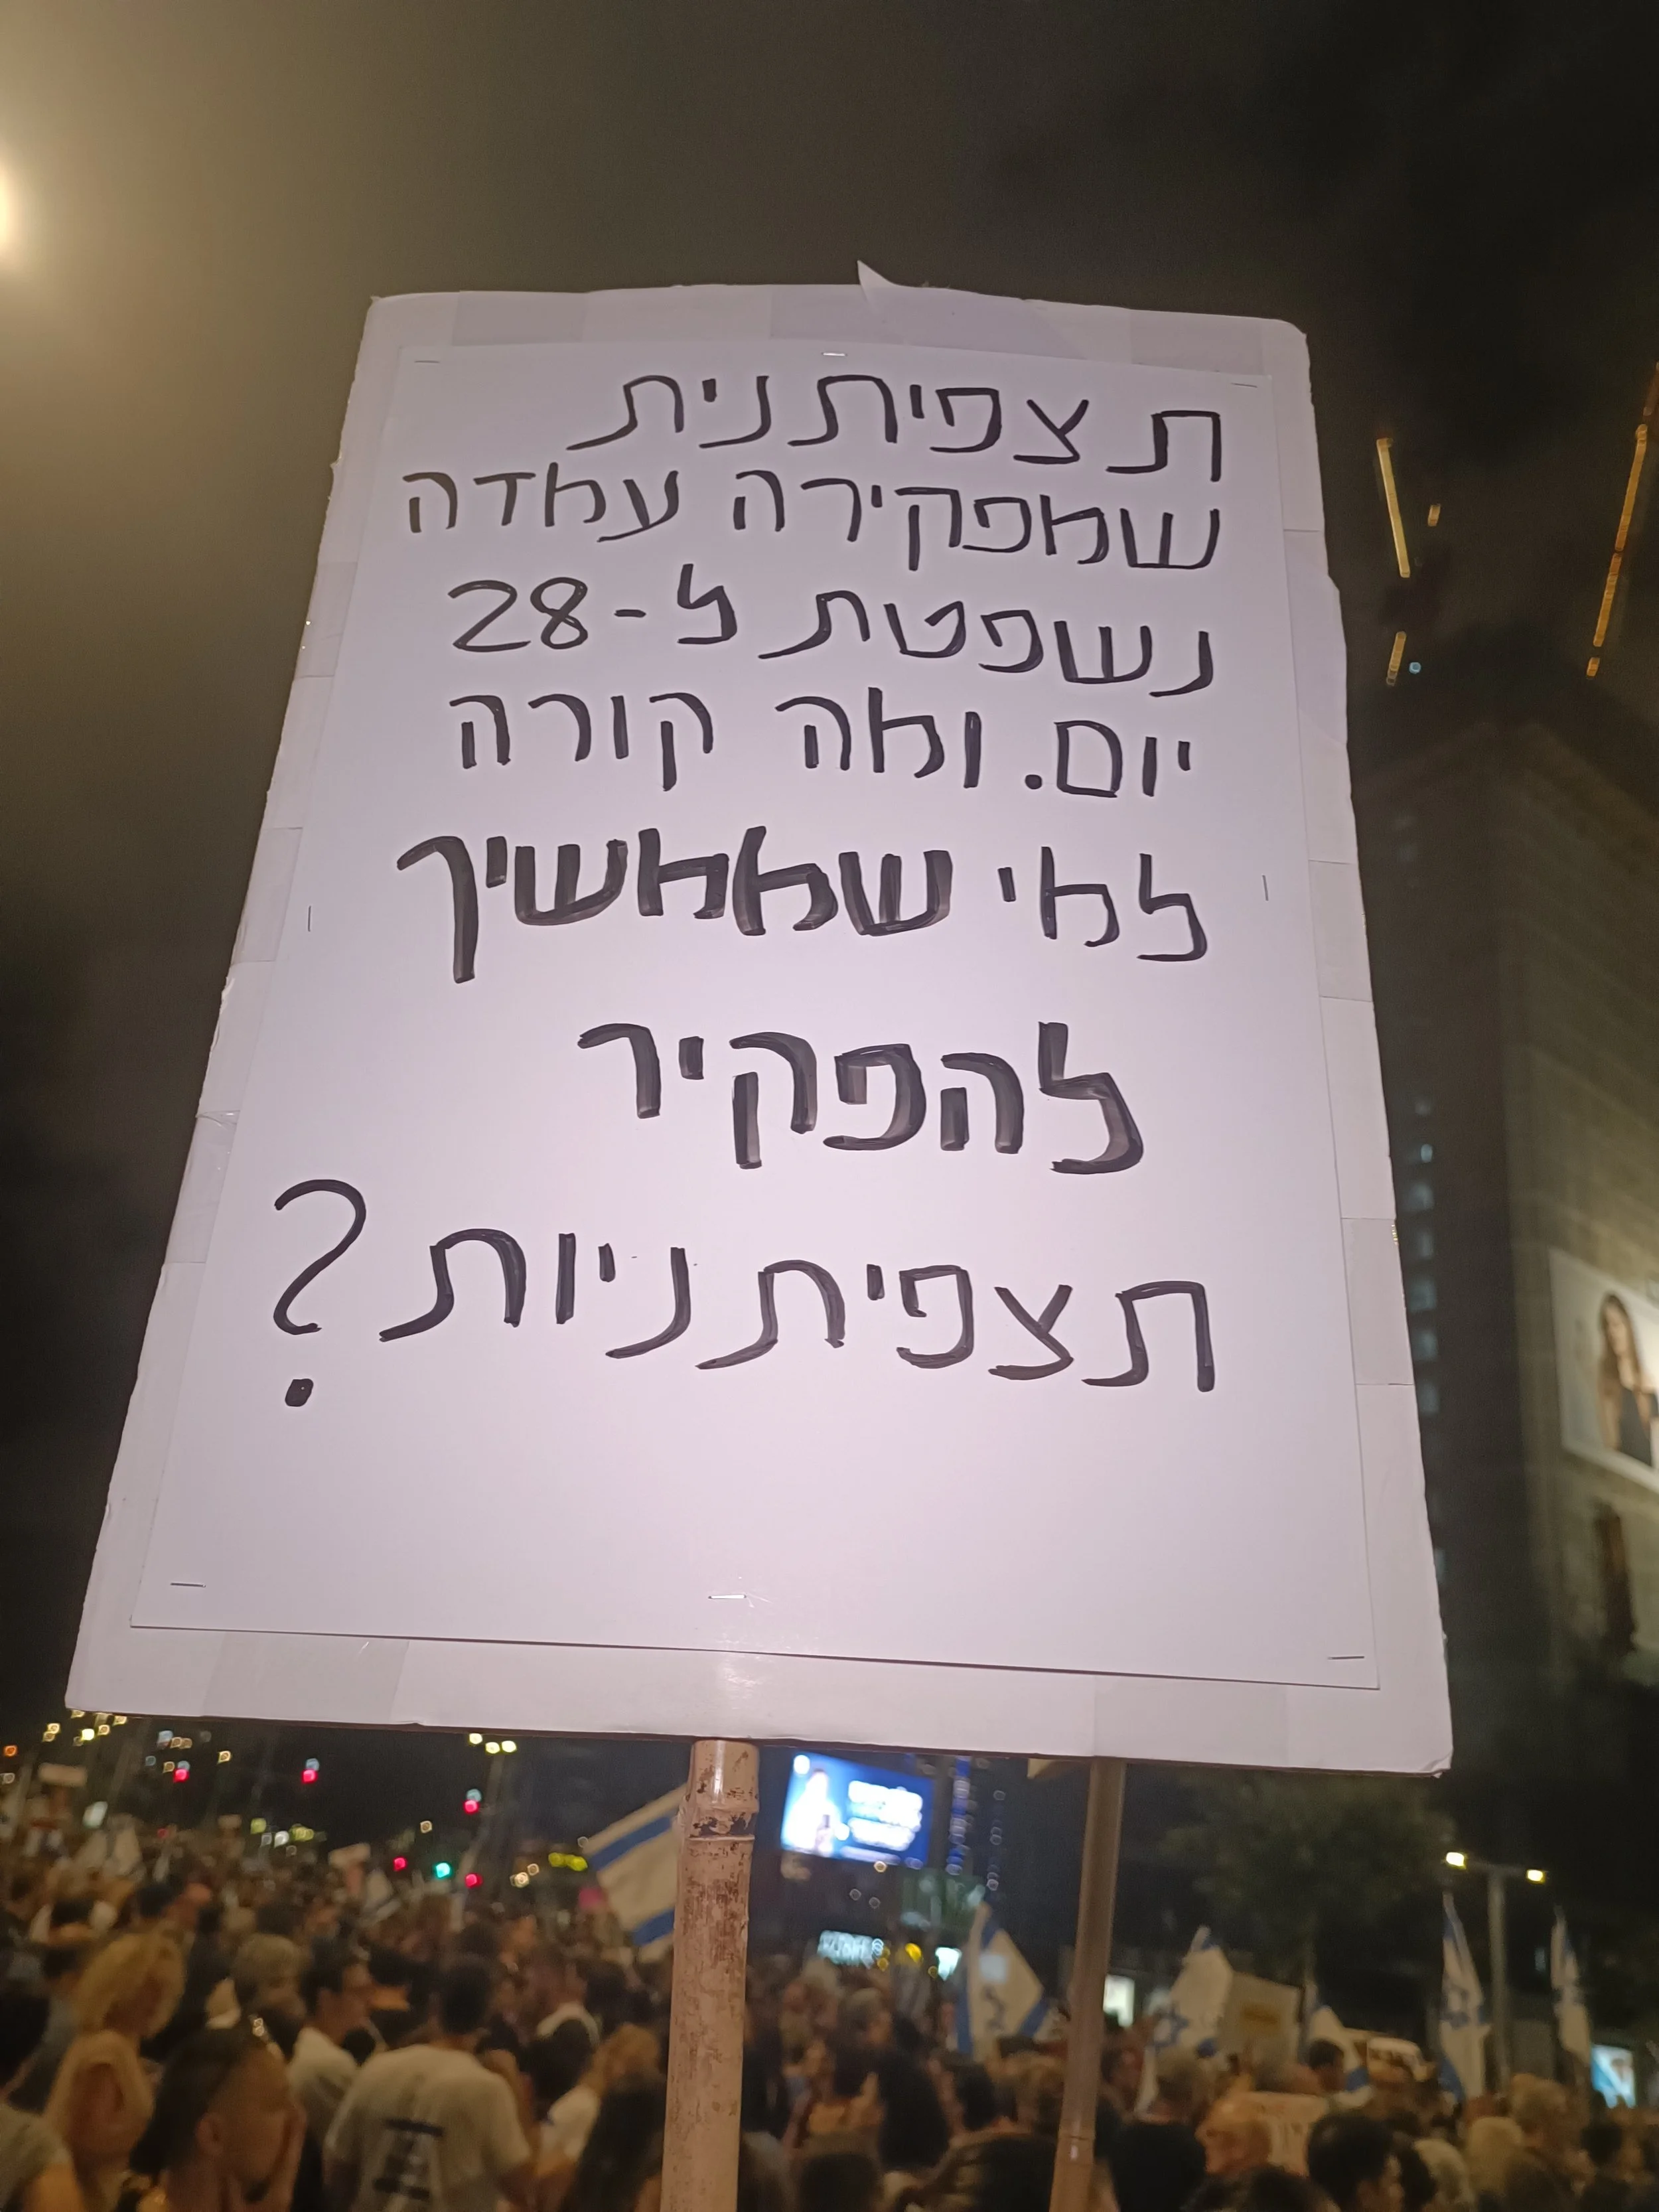 תצפיתנית
שמפקירה עמדה
נשפטת ל-28
יום. ומה קורה
למי שממשיך
להפקיר
תצפיתניות?